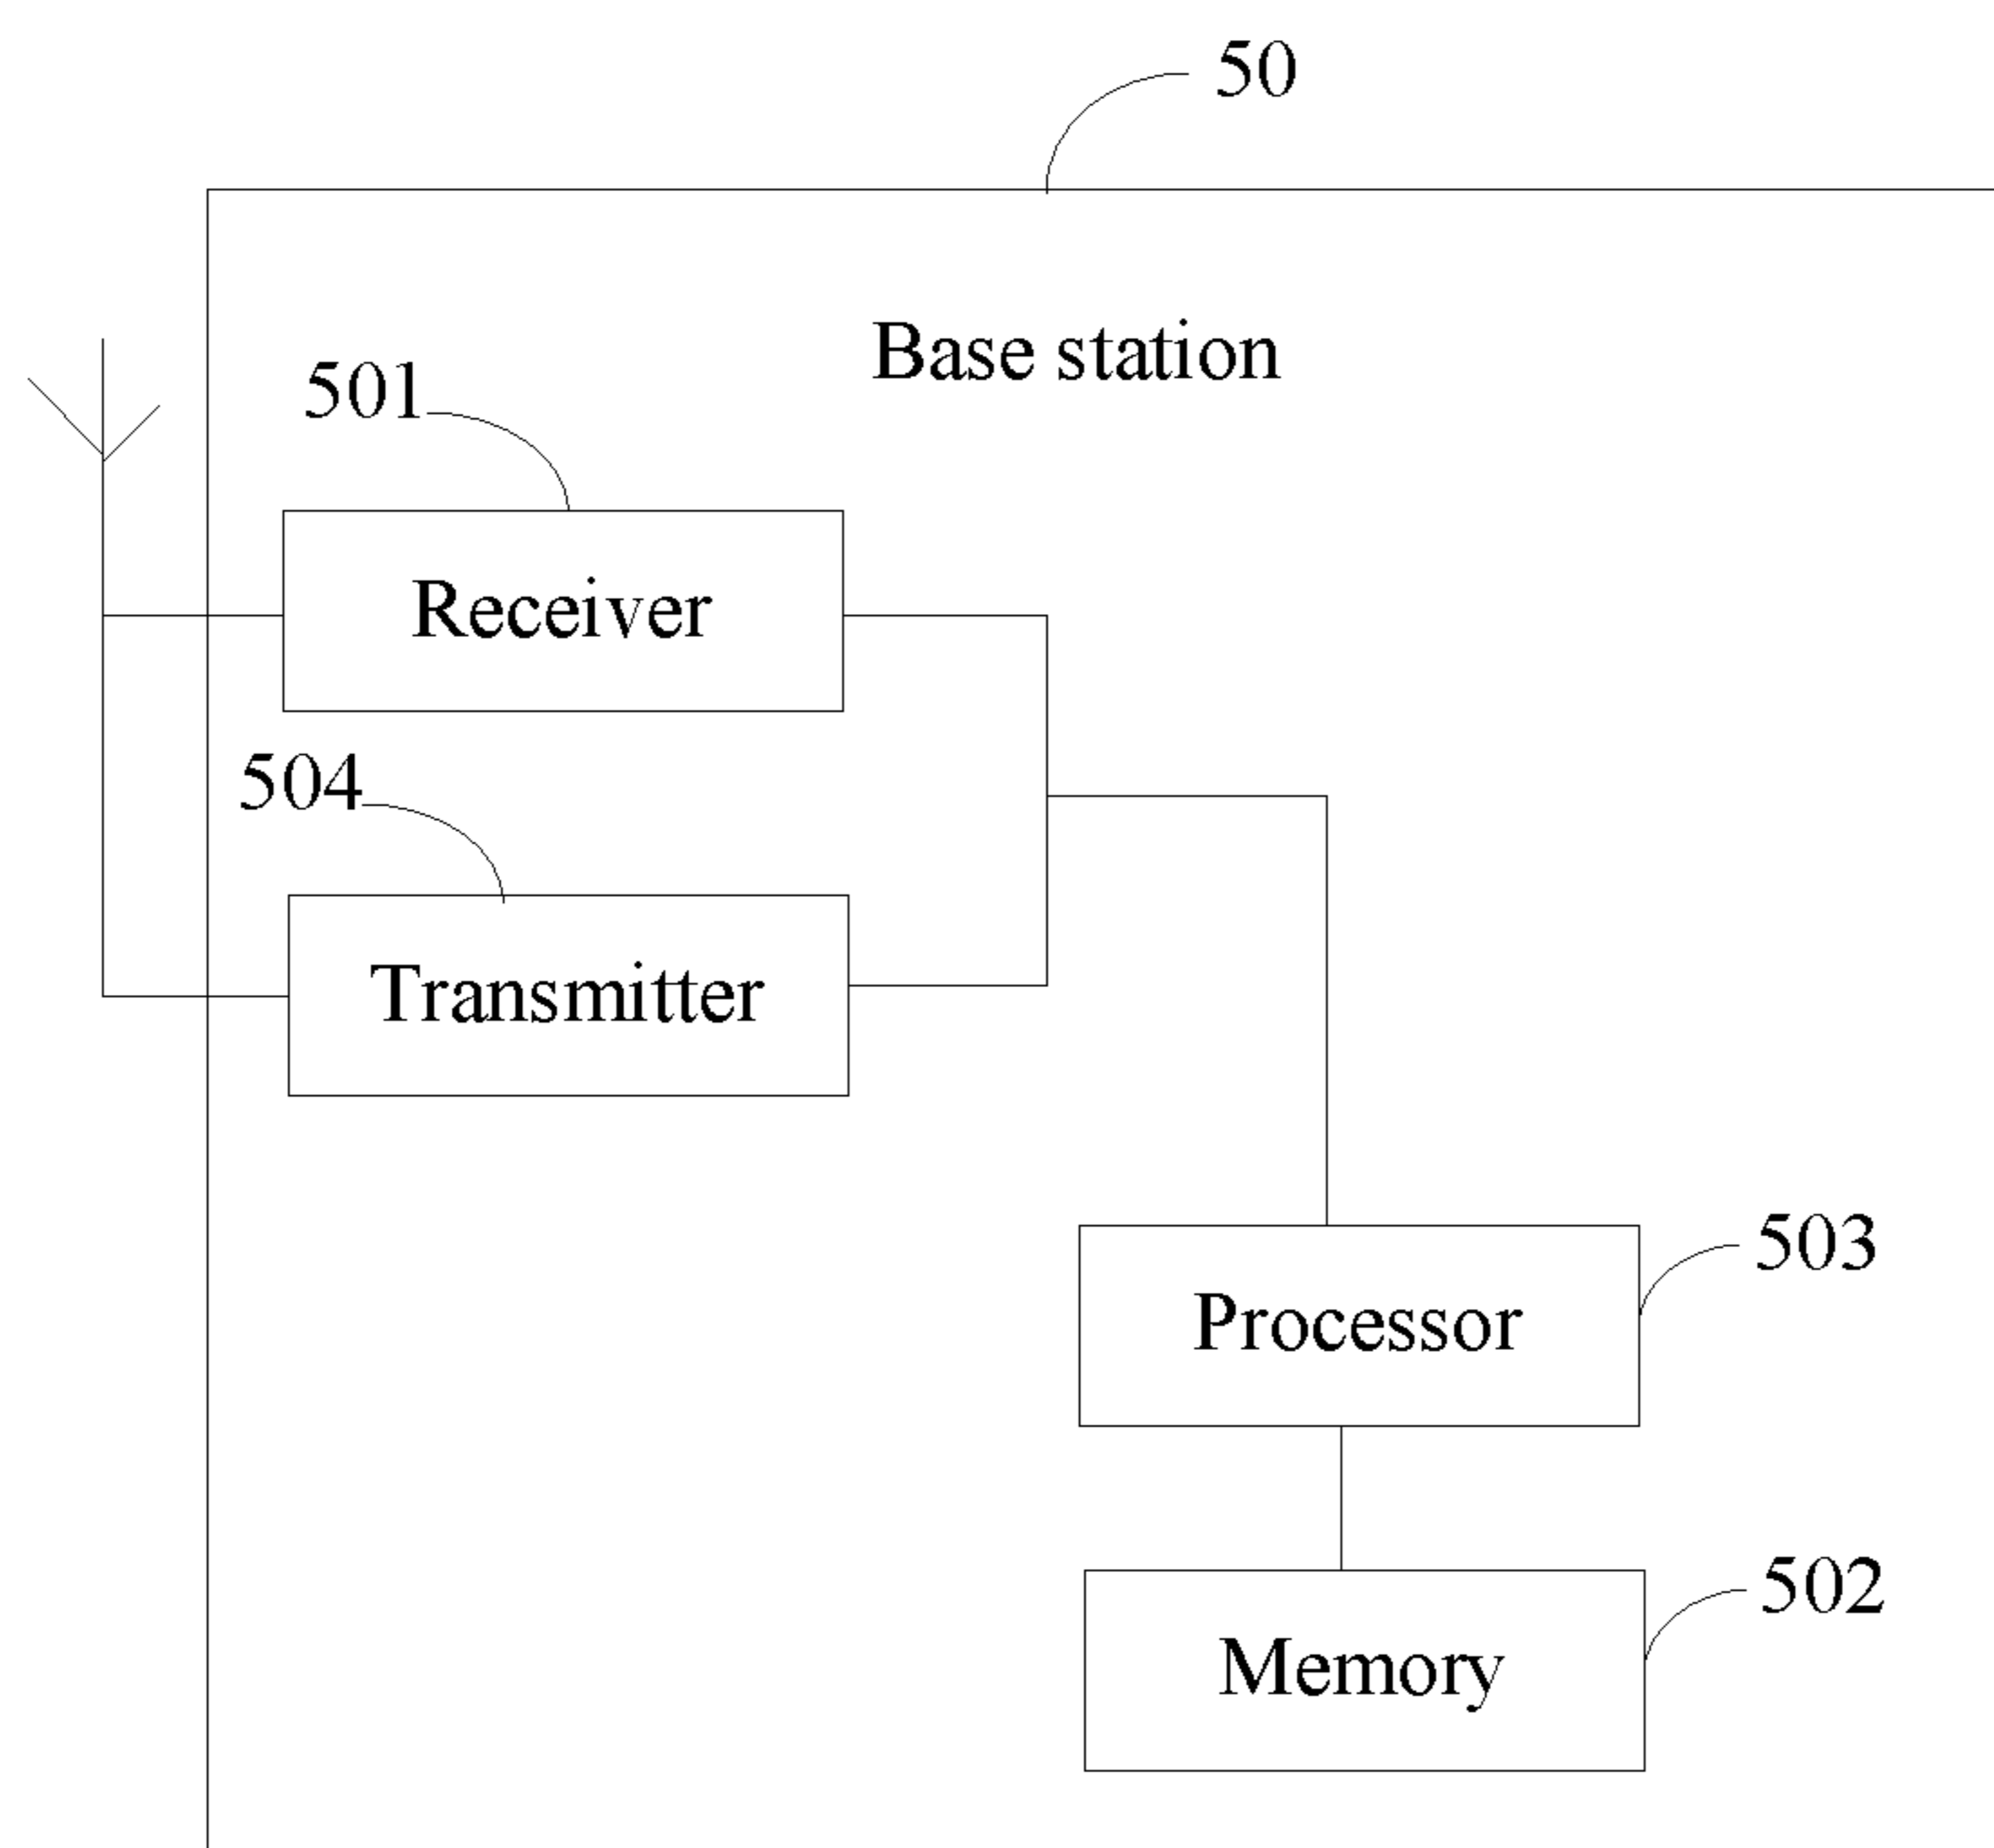 50
Base station
501
Receiver
504
Transmitter
503
Processor
502
Memory